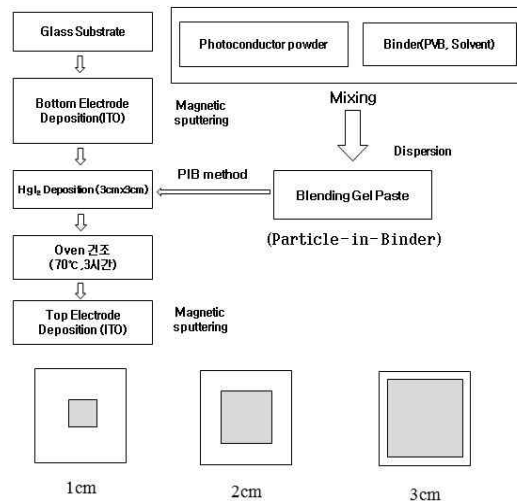 Glass Substrate
Photoconductor powder
Binder(PVB, Solvent)
Mixing
Bottom Electrode
Deposition(ITO)
Magnetic
sputtering
Dispersion
HgI₂ Deposition (3cmx3cm)
PIB method
Blending Gel Paste
(Particle-in-Binder)
Oven 건조
(70℃,3시간)
Top Electrode
Deposition (ITO)
Magnetic
sputtering
1cm
2cm
3cm